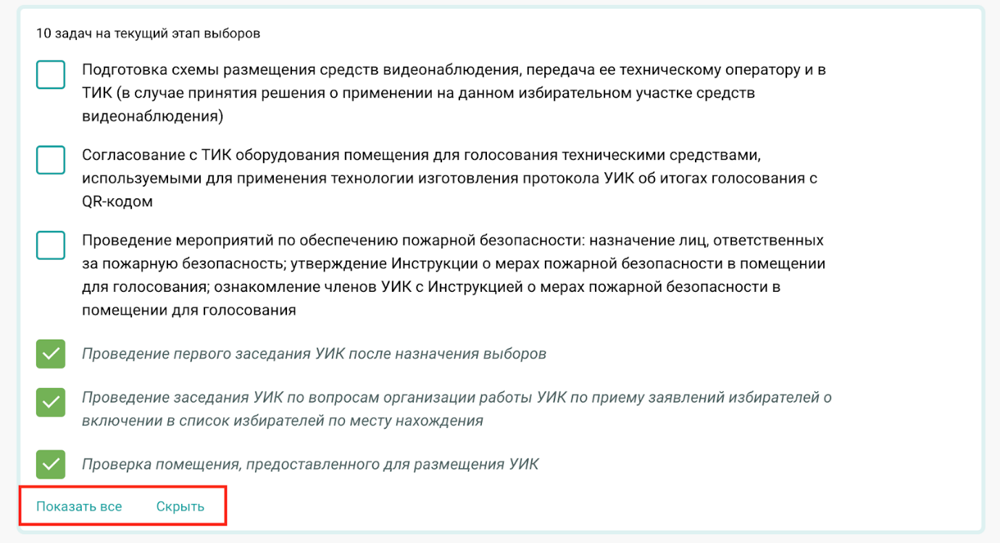 10 задач на текущий этап выборов
Подготовка схемы размещения средств видеонаблюдения, передача ее техническому оператору и в
ТИК (в случае принятия решения о применении на данном избирательном участке средств
видеонаблюдения)
Согласование с ТИК оборудования помещения для голосования техническими средствами,
используемыми для применения технологии изготовления протокола УИК об итогах голосования с
QR-кодом
Проведение мероприятий по обеспечению пожарной безопасности: назначение лиц, ответственных
за пожарную безопасность; утверждение Инструкции о мерах пожарной безопасности в помещении
для голосования; ознакомление членов УИК с Инструкцией о мерах пожарной безопасности в
помещении для голосования
Проведение первого заседания УИК после назначения выборов
Проведение заседания УИК по вопросам организации работы УИК по приему заявлений избирателей о
включении в список избирателей по месту нахождения
Проверка помещения, предоставленного для размещения УИК
Показать все Скрыть